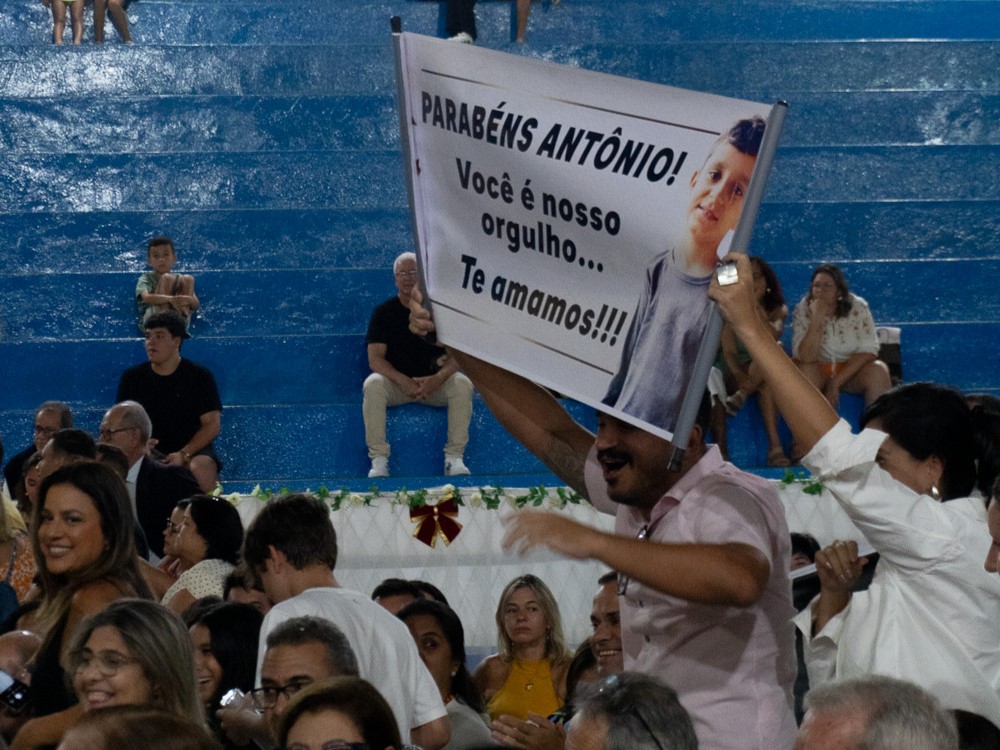 PARABÉNS ANTÔNIO!
Você é nosso
orgulho...
Te amamos!!!